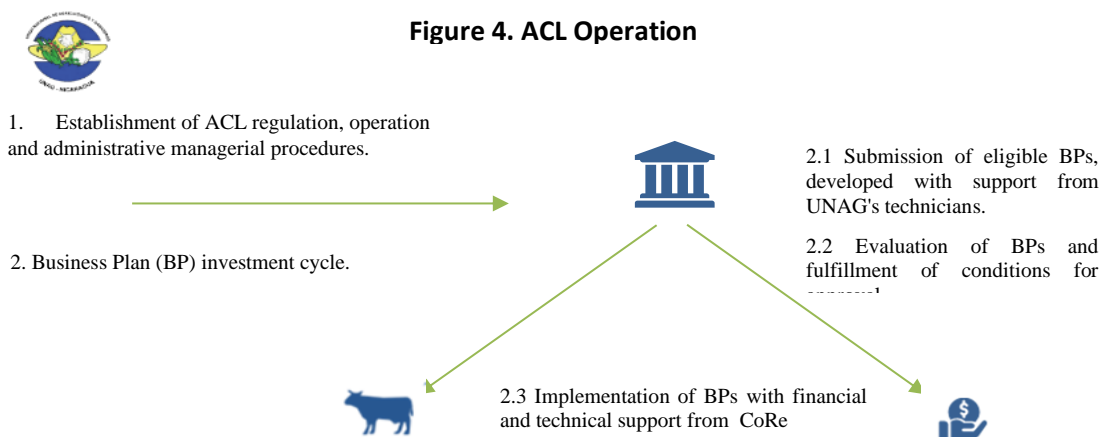 Figure 4. ACL Operation
UNAG - NICARAGUA
1. Establishment of ACL regulation, operation
and administrative managerial procedures.
2.1 Submission of eligible BPs,
developed with support from
UNAG's technicians.
2. Business Plan (BP) investment cycle.
2.2 Evaluation of BPs and
fulfillment of conditions for
2.3 Implementation of BPs with financial
and technical support from CoRe
$